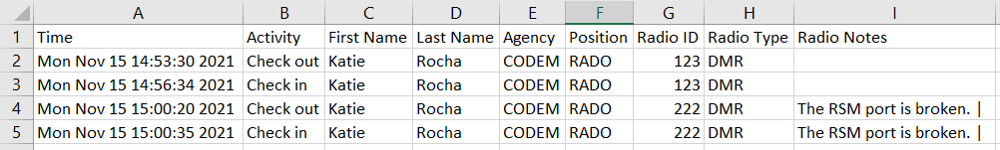 A B C D E F G H I
1 Time Activity First Name Last Name Agency Position Radio ID Radio Type Radio Notes
2 Mon Nov 15 14:53:30 2021 Check out Katie Rocha CODEM RADO 123 DMR
3 Mon Nov 15 14:56:34 2021 Check in Katie Rocha CODEM RADO 123 DMR
4 Mon Nov 15 15:00:20 2021 Check out Katie Rocha CODEM RADO 222 DMR The RSM port is broken. |
5 Mon Nov 15 15:00:35 2021 Check in Katie Rocha CODEM RADO 222 DMR The RSM port is broken. |